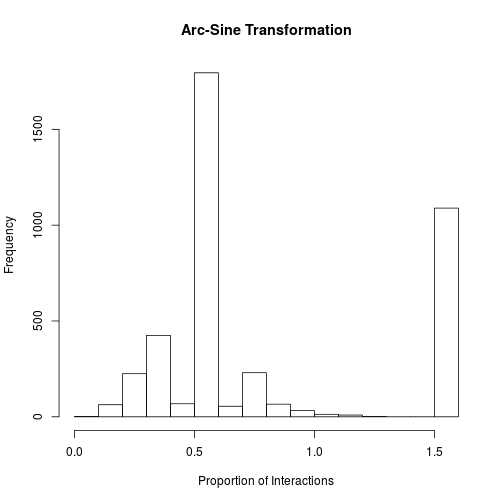 Arc-Sine Transformation
Frequency
1500
1000
500
0
0.0 0.5 1.0 1.5
Proportion of Interactions